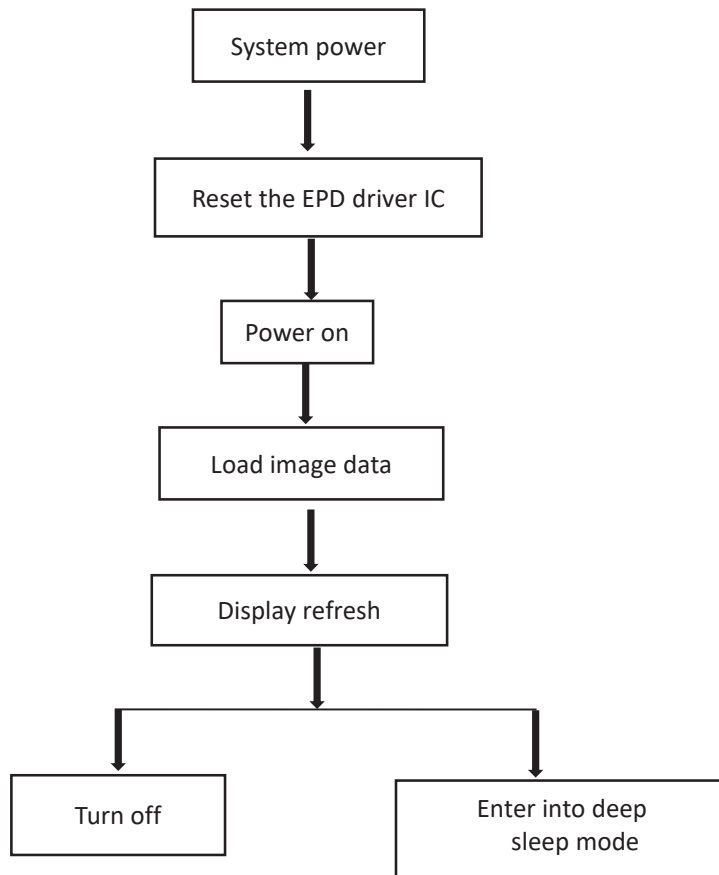 System power
Reset the EPD driver IC
Power on
Load image data
Display refresh
Turn off
Enter into deep
sleep mode